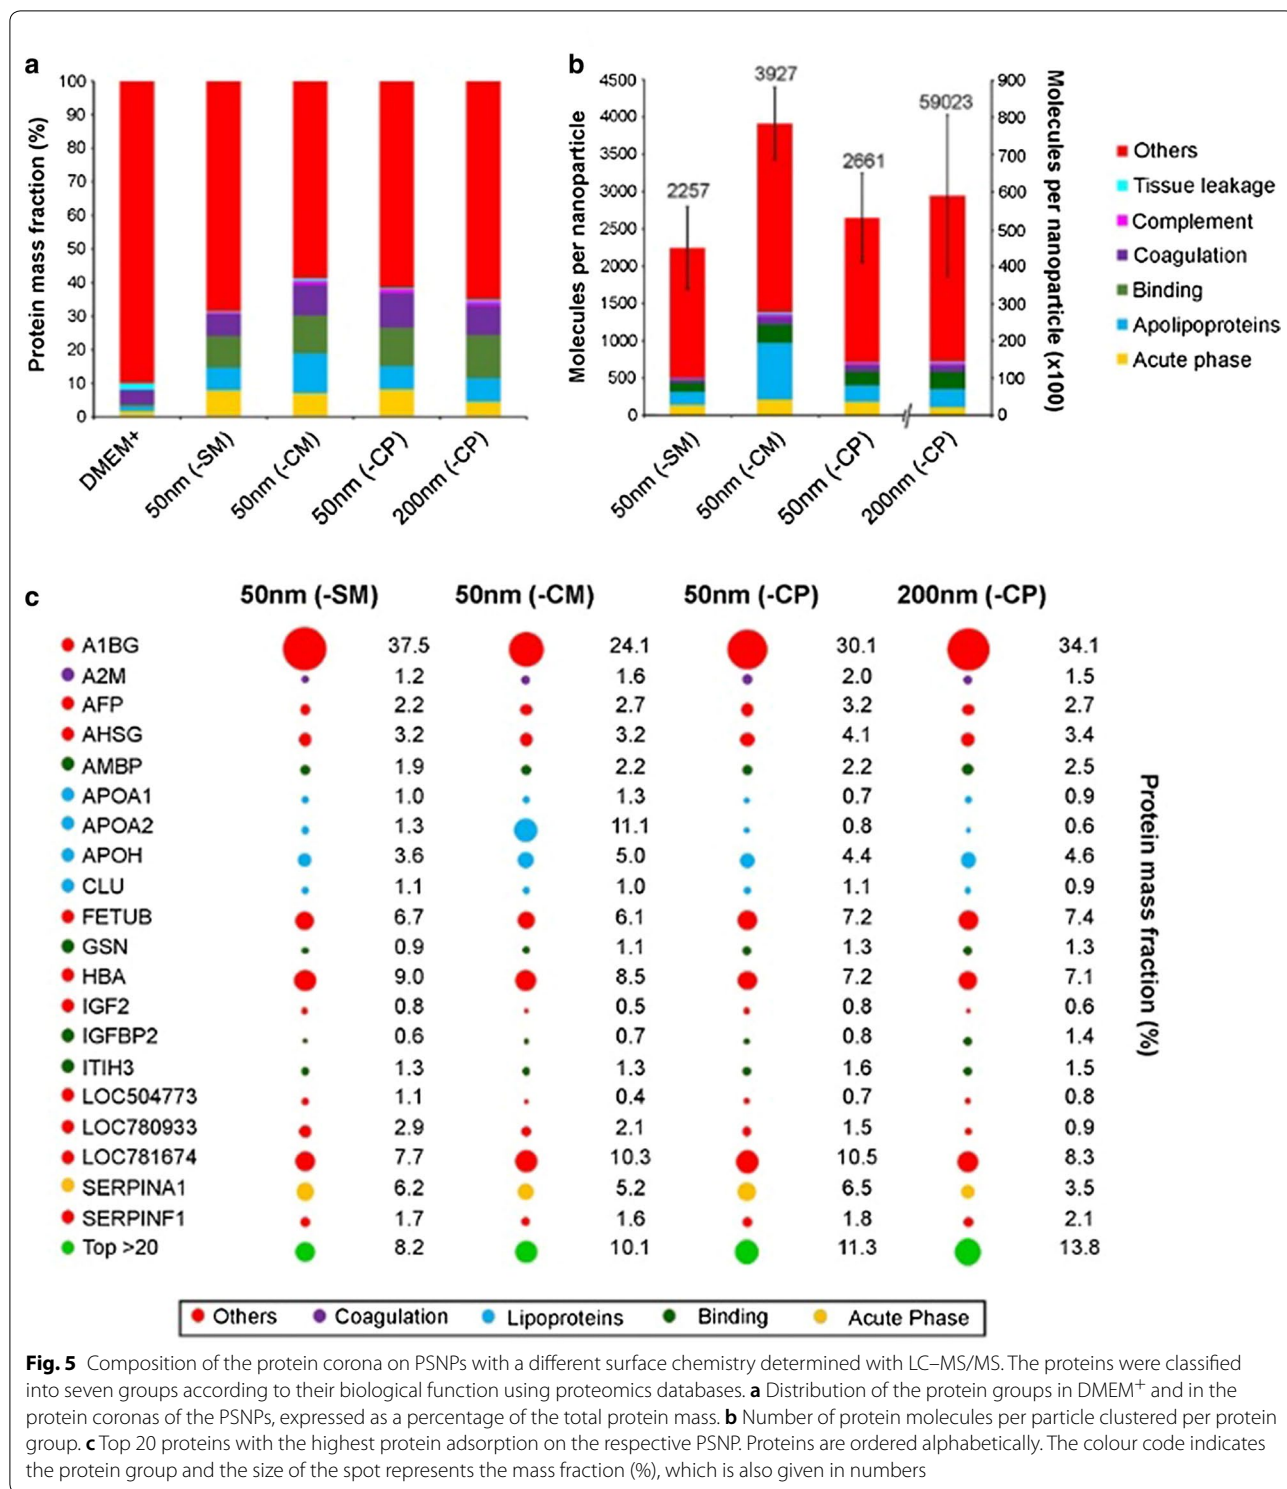 a
Protein mass fraction (%)
100
90
80
70
60
50
40
30
20
10
0
DMEM+
50nm (-SM)
50nm (-CM)
50nm (-CP)
200nm (-CP)
b
Molecules per nanoparticle
4500
4000
3500
3000
2500
2000
1500
1000
500
0
2257
3927
2661
59023
900
800
700
600
500
400
300
200
100
0
Molecules per nanoparticle (x100)
50nm (-SM)
50nm (-CM)
50nm (-CP)
200nm (-CP)
Others
Tissue leakage
Complement
Coagulation
Binding
Apolipoproteins
Acute phase
c
50nm (-SM) 50nm (-CM) 50nm (-CP) 200nm (-CP)
A1BG 37.5 24.1 30.1 34.1
A2M 1.2 1.6 2.0 1.5
AFP 2.2 2.7 3.2 2.7
AHSG 3.2 3.2 4.1 3.4
AMBP 1.9 2.2 2.2 2.5
APOA1 1.0 1.3 0.7 0.9
APOA2 1.3 11.1 0.8 0.6
APOH 3.6 5.0 4.4 4.6
CLU 1.1 1.0 1.1 0.9
FETUB 6.7 6.1 7.2 7.4
GSN 0.9 1.1 1.3 1.3
HBA 9.0 8.5 7.2 7.1
IGF2 0.8 0.5 0.8 0.6
IGFBP2 0.6 0.7 0.8 1.4
ITIH3 1.3 1.3 1.6 1.5
LOC504773 1.1 0.4 0.7 0.8
LOC780933 2.9 2.1 1.5 0.9
LOC781674 7.7 10.3 10.5 8.3
SERPINA1 6.2 5.2 6.5 3.5
SERPINF1 1.7 1.6 1.8 2.1
Top >20 8.2 10.1 11.3 13.8
Protein mass fraction (%)
Others Coagulation Lipoproteins Binding Acute Phase
Fig. 5 Composition of the protein corona on PSNPs with a different surface chemistry determined with LC–MS/MS. The proteins were classified
into seven groups according to their biological function using proteomics databases. a Distribution of the protein groups in DMEM+ and in the
protein coronas of the PSNPs, expressed as a percentage of the total protein mass. b Number of protein molecules per particle clustered per protein
group. c Top 20 proteins with the highest protein adsorption on the respective PSNP. Proteins are ordered alphabetically. The colour code indicates
the protein group and the size of the spot represents the mass fraction (%), which is also given in numbers